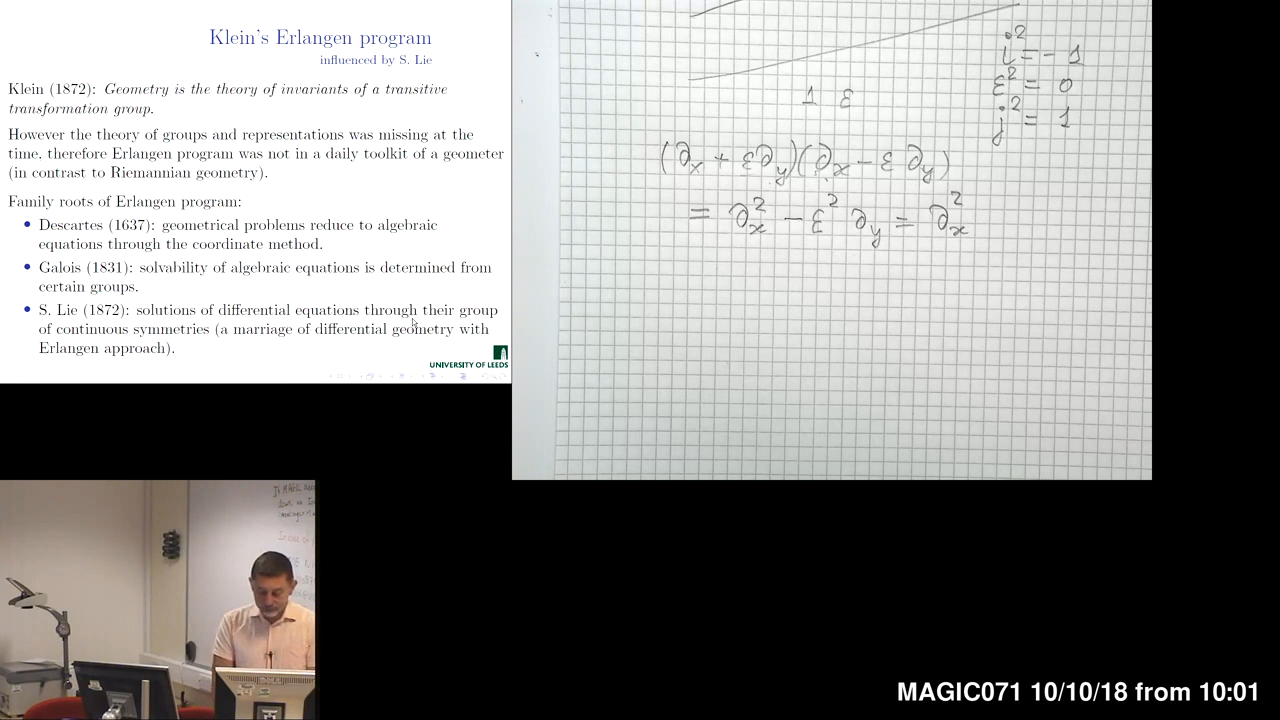 Klein's Erlangen program
influenced by S. Lie
Klein (1872): Geometry is the theory of invariants of a transitive
transformation group.
However the theory of groups and representations was missing at the
time, therefore Erlangen program was not in a daily toolkit of a geometer
(in contrast to Riemannian geometry).
Family roots of Erlangen program:
• Descartes (1637): geometrical problems reduce to algebraic
equations through the coordinate method.
• Galois (1831): solvability of algebraic equations is determined from
certain groups.
• S. Lie (1872): solutions of differential equations through their group
of continuous symmetries (a marriage of differential geometry with
Erlangen approach).
UNIVERSITY OF LEEDS
i² = -1
ε² = 0
j² = 1
1 ε
(∂x + ε∂y)(∂x - ε∂y)
= ∂x² - ε²∂y = ∂x²
MAGIC071 10/10/18 from 10:01